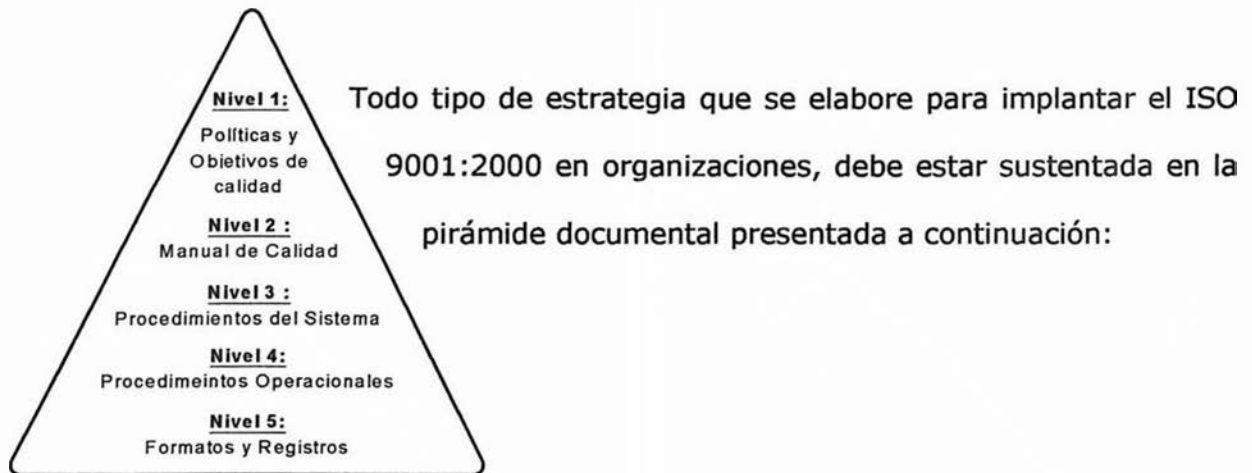 Nivel 1:
Políticas y
Objetivos de
calidad
Nivel 2 :
Manual de Calidad
Nivel 3 :
Procedimientos del Sistema
Nivel 4:
Procedimeintos Operacionales
Nivel 5:
Formatos y Registros
Todo tipo de estrategia que se elabore para implantar el ISO
9001:2000 en organizaciones, debe estar sustentada en la
pirámide documental presentada a continuación: